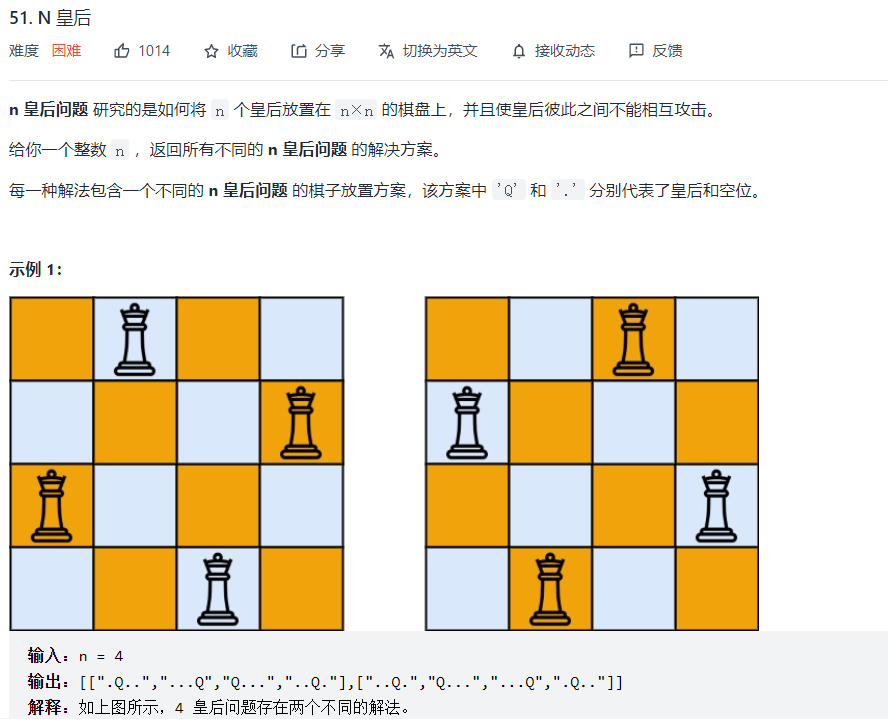 51. N 皇后
难度 困难 1014 收藏 分享 切换为英文 接收动态 反馈
n 皇后问题 研究的是如何将 n 个皇后放置在 n×n 的棋盘上，并且使皇后彼此之间不能相互攻击。
给你一个整数 n ，返回所有不同的 n 皇后问题 的解决方案。
每一种解法包含一个不同的 n 皇后问题 的棋子放置方案，该方案中 'Q' 和 '.' 分别代表了皇后和空位。
示例 1：
输入：n = 4
输出：[[".Q..","...Q","Q...","..Q."],["..Q.","Q...","...Q",".Q.."]]
解释：如上图所示，4 皇后问题存在两个不同的解法。